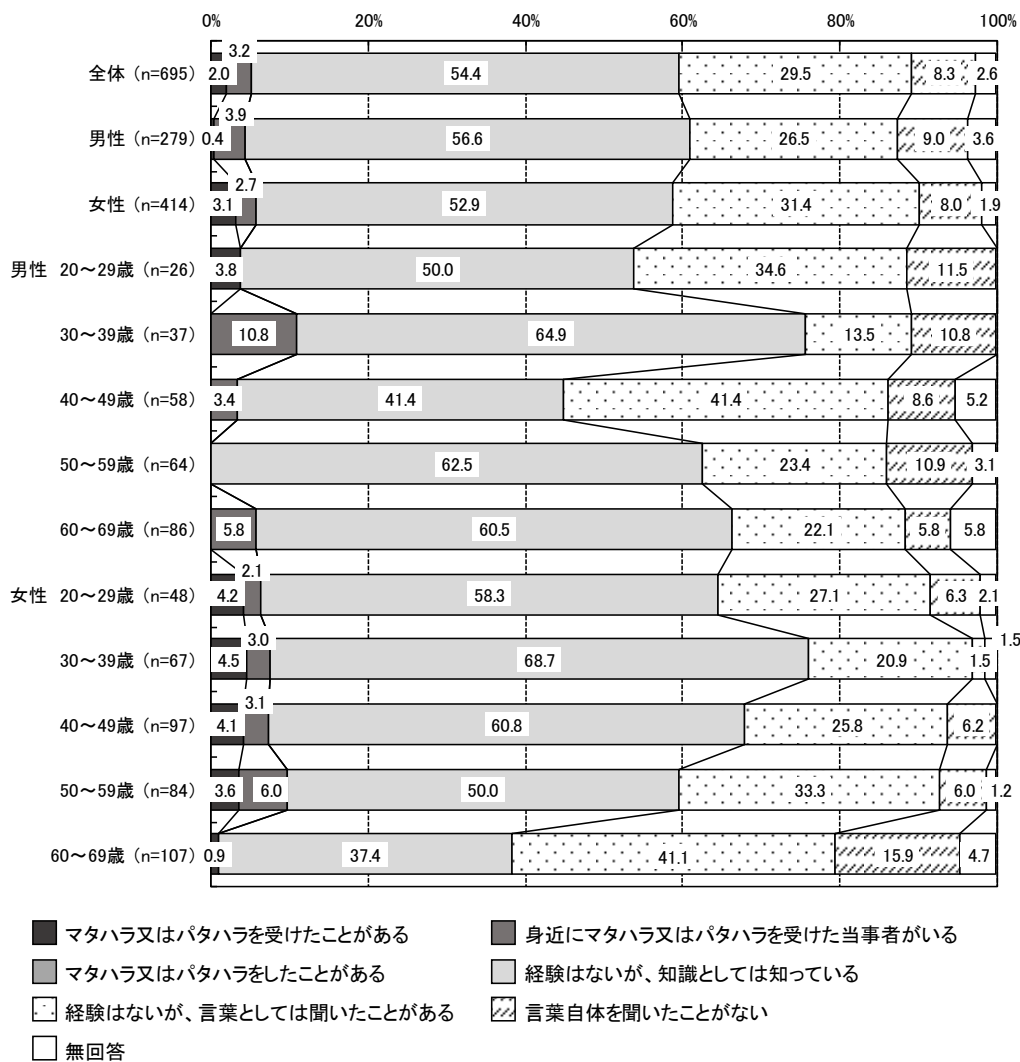 0% 20% 40% 60% 80% 100%
3.2
全体 (n=695) 2.0 54.4 29.5 8.3 2.6
3.9
男性 (n=279) 0.4 56.6 26.5 9.0 3.6
2.7
女性 (n=414) 3.1 52.9 31.4 8.0 1.9
男性 20～29歳 (n=26) 3.8 50.0 34.6 11.5
30～39歳 (n=37) 10.8 64.9 13.5 10.8
40～49歳 (n=58) 3.4 41.4 41.4 8.6 5.2
50～59歳 (n=64) 62.5 23.4 10.9 3.1
60～69歳 (n=86) 5.8 60.5 22.1 5.8 5.8
2.1
女性 20～29歳 (n=48) 4.2 58.3 27.1 6.3 2.1
3.0 1.5
30～39歳 (n=67) 4.5 68.7 20.9 1.5
3.1
40～49歳 (n=97) 4.1 60.8 25.8 6.2
50～59歳 (n=84) 3.6 6.0 50.0 33.3 6.0 1.2
60～69歳 (n=107) 0.9 37.4 41.1 15.9 4.7
マタハラ又はパタハラを受けたことがある 身近にマタハラ又はパタハラを受けた当事者がいる
マタハラ又はパタハラをしたことがある 経験はないが、知識としては知っている
経験はないが、言葉としては聞いたことがある 言葉自体を聞いたことがない
無回答